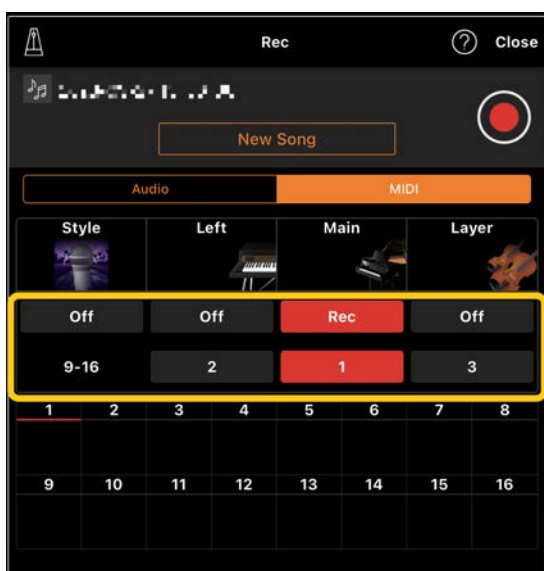 Rec ? Close
New Song
Audio MIDI
Style Left Main Layer
Off Off Rec Off
9-16 2 1 3
1 2 3 4 5 6 7 8
9 10 11 12 13 14 15 16